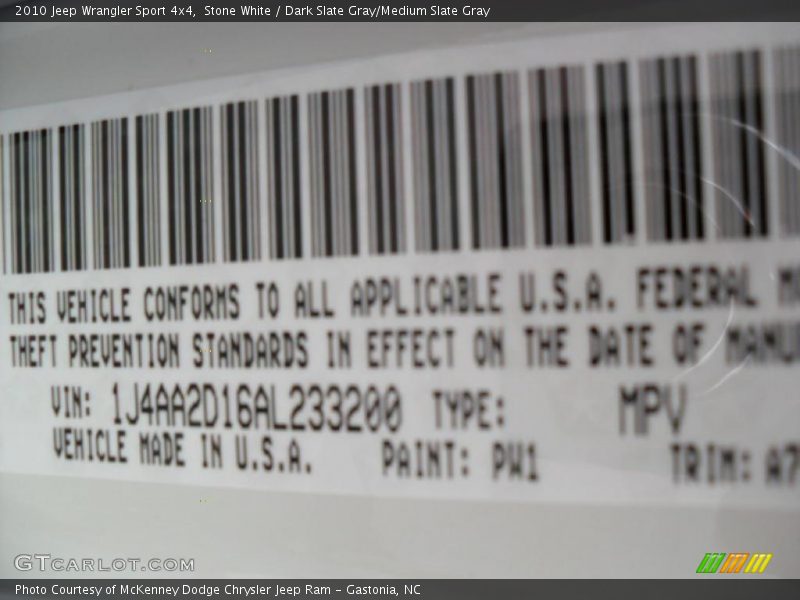 2010 Jeep Wrangler Sport 4x4, Stone White / Dark Slate Gray/Medium Slate Gray
THIS VEHICLE CONFORMS TO ALL APPLICABLE U.S.A. FEDERAL
THEFT PREVENTION STANDARDS IN EFFECT ON THE DATE OF MANU
VIN: 1J4AA2D16AL233200 TYPE: MPV
VEHICLE MADE IN U.S.A. PAINT: PW1 TRIM: A7
GTCARLOT.COM
Photo Courtesy of McKenney Dodge Chrysler Jeep Ram - Gastonia, NC